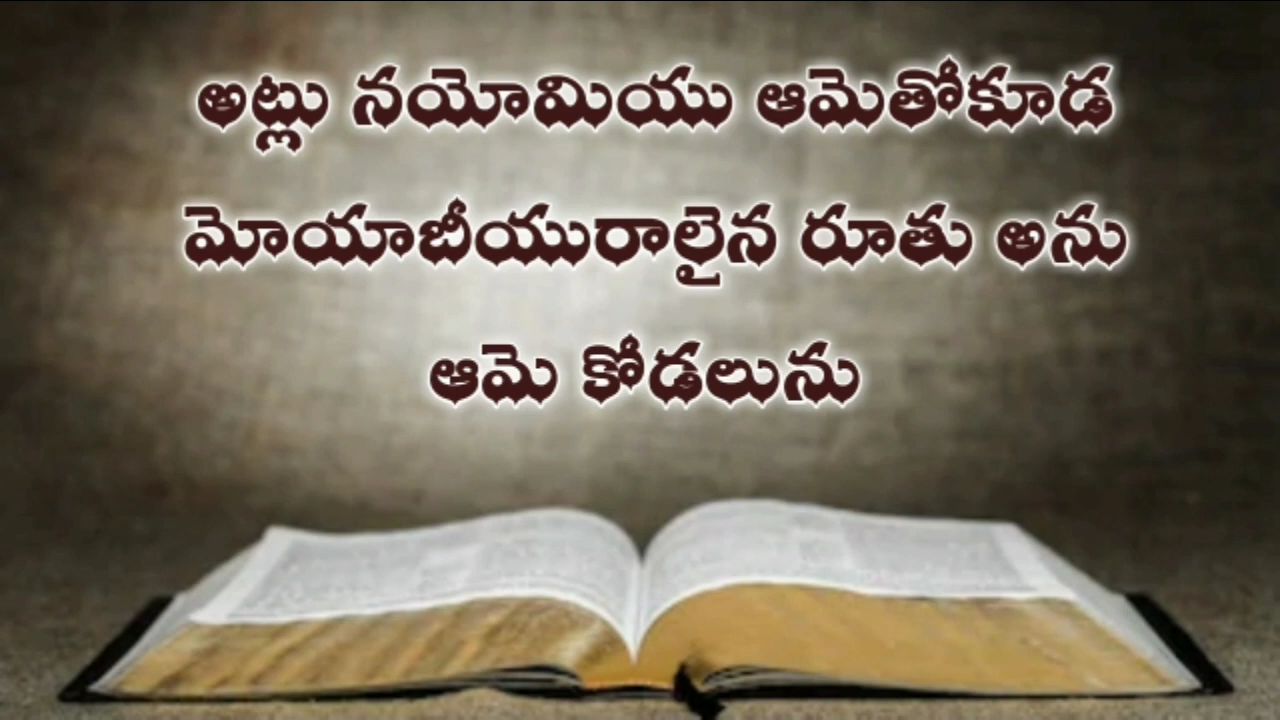 అట్లు నయోమియు ఆమెతోకూడ
మోయాబీయురాలైన రూతు అను
ఆమె కోడలును